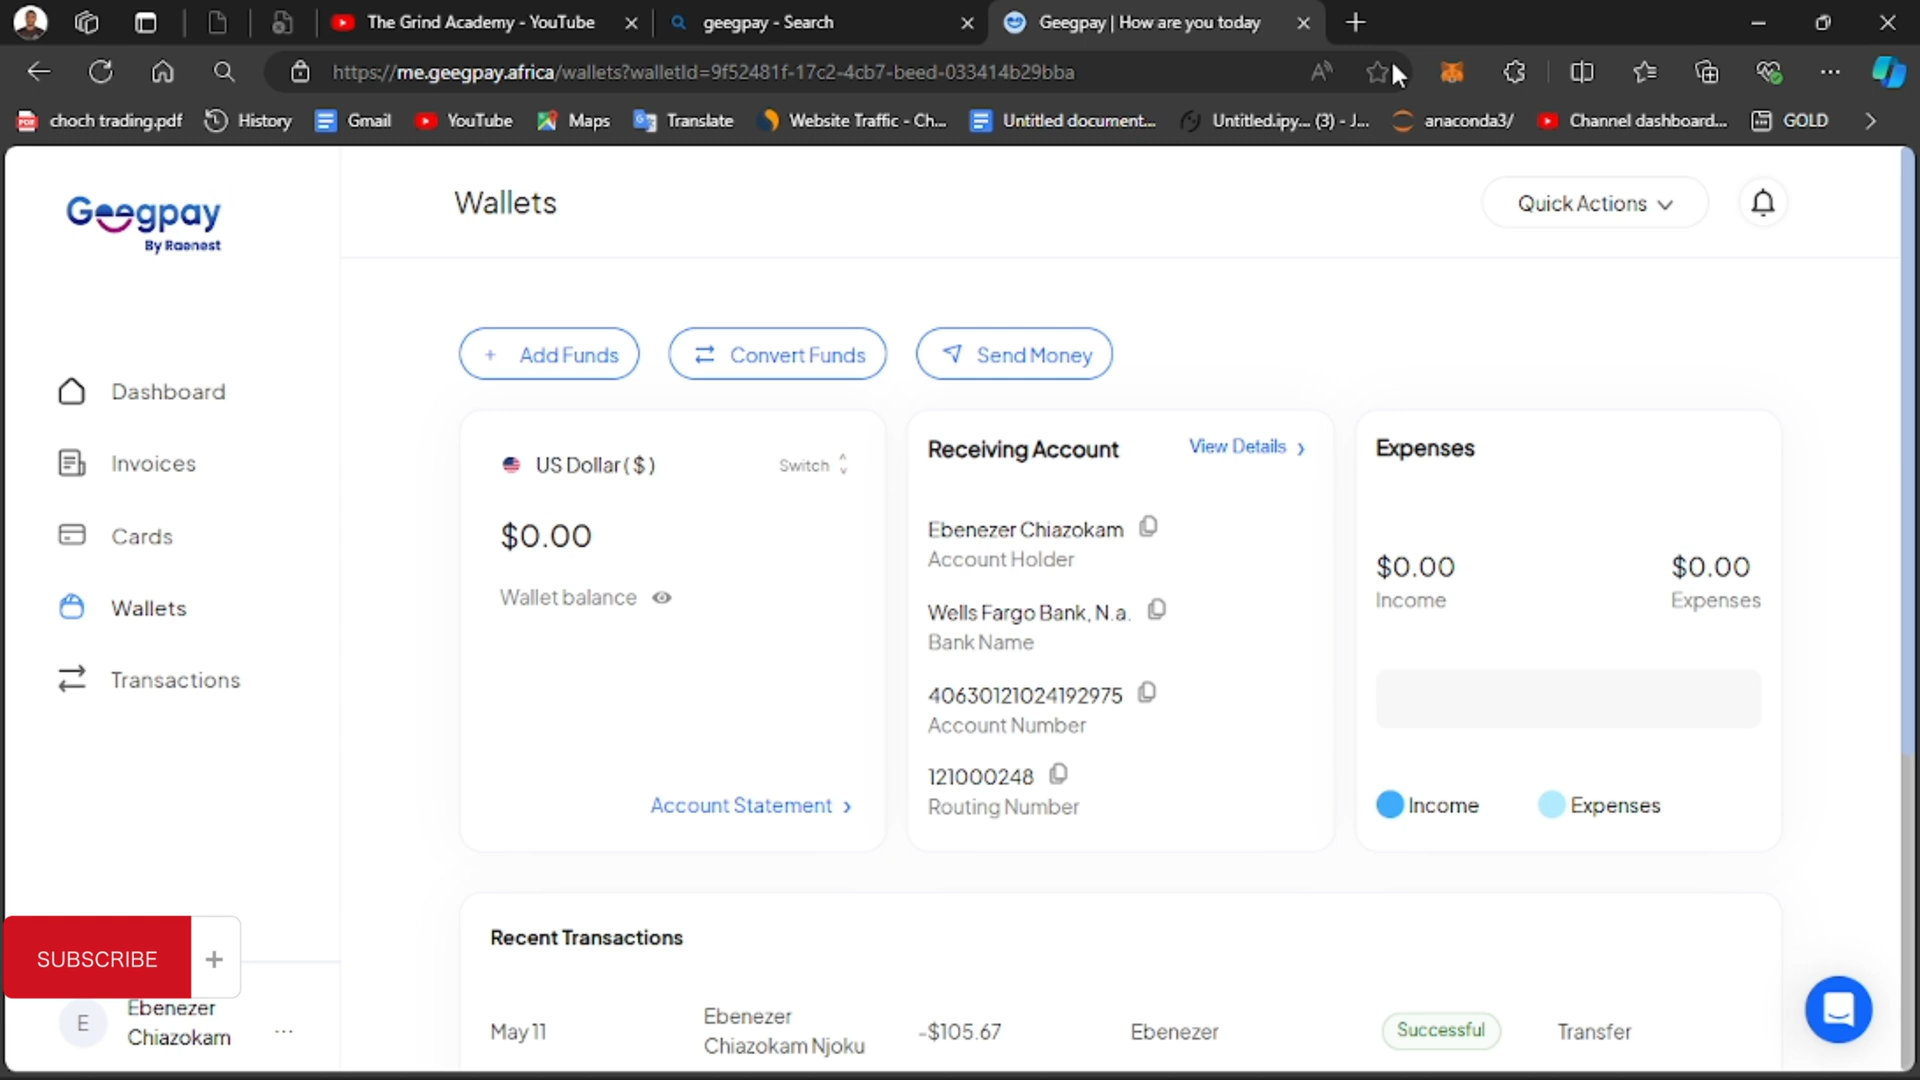 The Grind Academy - YouTube
geegpay - Search
Geegpay | How are you today
https://me.geegpay.africa/wallets?walletId=9f52481f-17c2-4cb7-beed-033414b29bba
choch trading.pdf
History
Gmail
YouTube
Maps
Translate
Website Traffic - Ch...
Untitled document...
Untitled.ipy... (3) - J...
anaconda3/
Channel dashboard...
GOLD
Geegpay
By Raenest
Wallets
Quick Actions
Dashboard
Invoices
Cards
Wallets
Transactions
+ Add Funds
Convert Funds
Send Money
US Dollar ( $ )
Switch
$0.00
Wallet balance
Account Statement >
Receiving Account
View Details >
Ebenezer Chiazokam
Account Holder
Wells Fargo Bank, N.a.
Bank Name
40630121024192975
Account Number
121000248
Routing Number
Expenses
$0.00
Income
$0.00
Expenses
Income
Expenses
Recent Transactions
May 11
Ebenezer
Chiazokam Njoku
-$105.67
Ebenezer
Successful
Transfer
SUBSCRIBE +
E
Ebenezer
Chiazokam
...